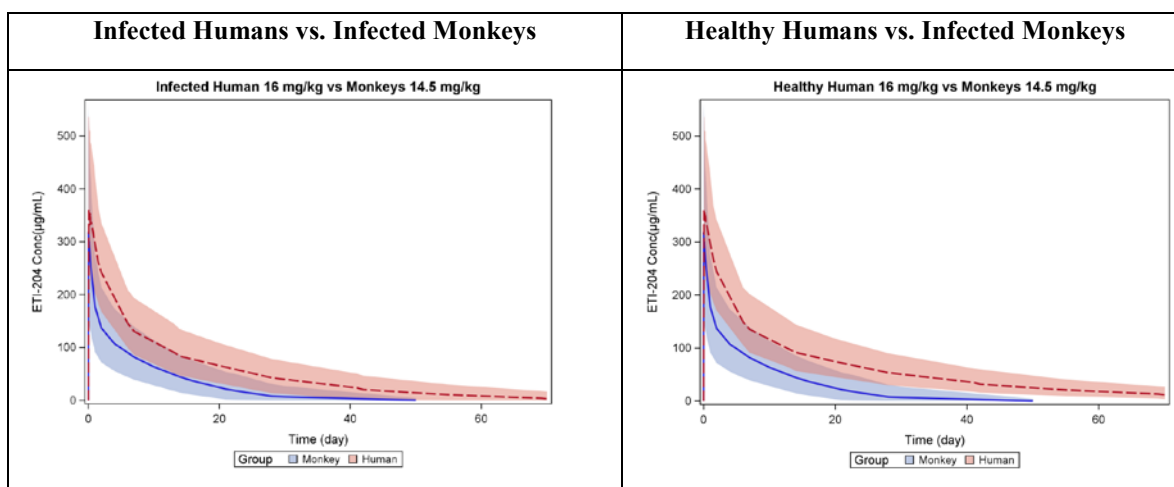 Infected Humans vs. Infected Monkeys
Healthy Humans vs. Infected Monkeys
Infected Human 16 mg/kg vs Monkeys 14.5 mg/kg
ETI-204 Conc(µg/mL)
500
400
300
200
100
0
0 20 40 60
Time (day)
Group Monkey Human
Healthy Human 16 mg/kg vs Monkeys 14.5 mg/kg
ETI-204 Conc(µg/mL)
500
400
300
200
100
0
0 20 40 60
Time (day)
Group Monkey Human